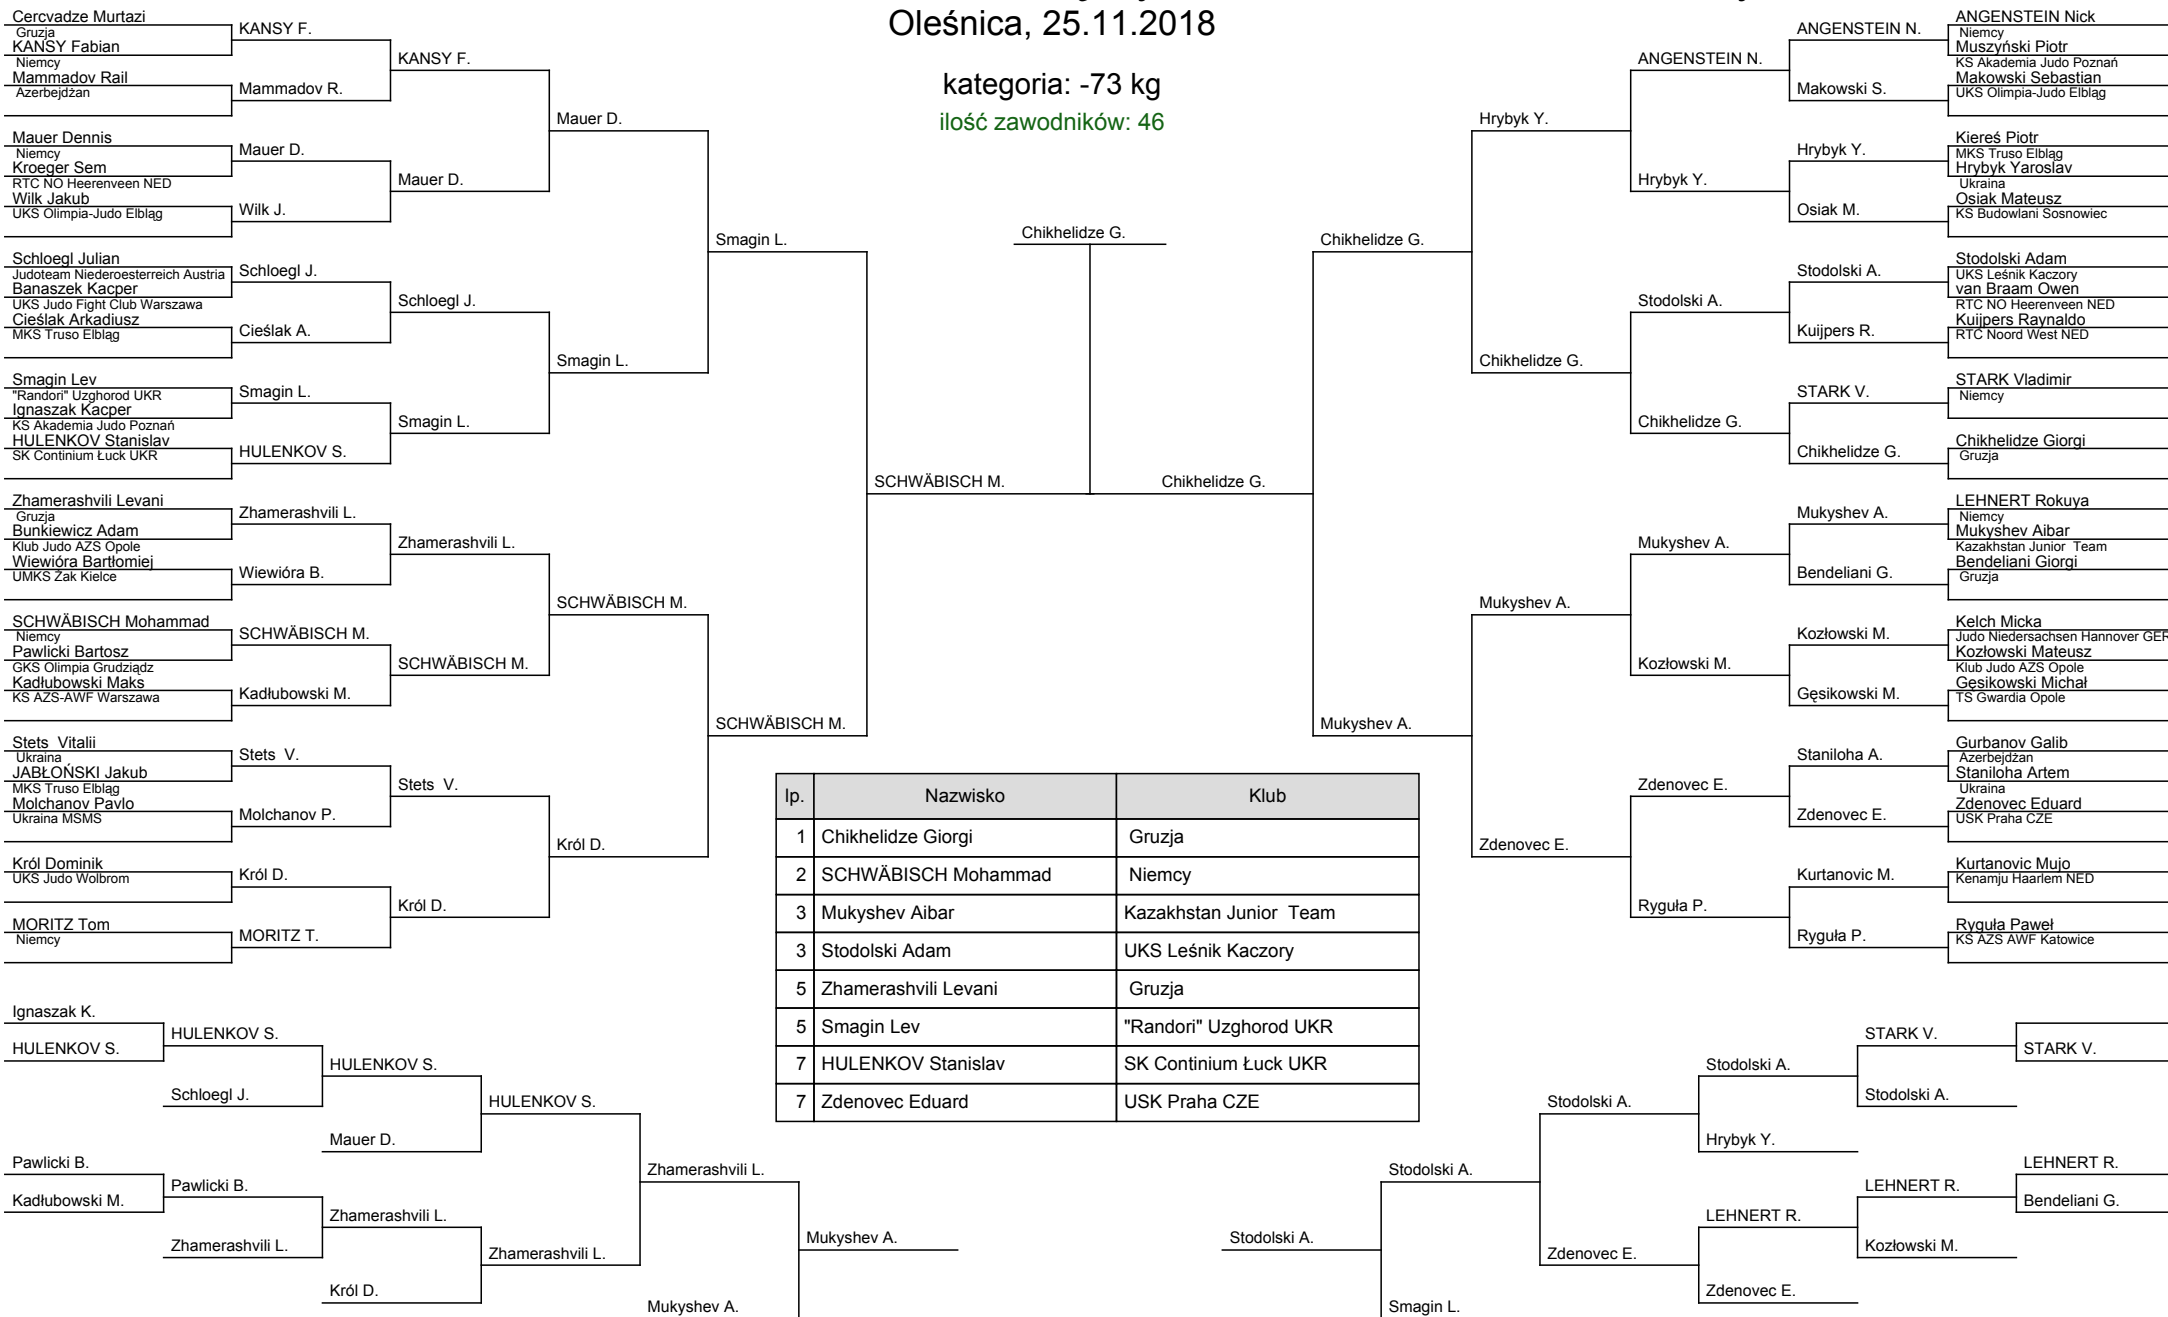 Oleśnica, 25.11.2018
kategoria: -73 kg
ilość zawodników: 46
Cercvadze Murtazi
Gruzja
KANSY Fabian
Niemcy
Mammadov Rail
Azerbejdżan
Mauer Dennis
Niemcy
Kroeger Sem
RTC NO Heerenveen NED
Wilk Jakub
UKS Olimpia-Judo Elbląg
Schloegl Julian
Judoteam Niederoesterreich Austria
Banaszek Kacper
UKS Judo Fight Club Warszawa
Cieślak Arkadiusz
MKS Truso Elbląg
Smagin Lev
"Randori" Uzghorod UKR
Ignaszak Kacper
KS Akademia Judo Poznań
HULENKOV Stanislav
SK Continium Łuck UKR
Zhamerashvili Levani
Gruzja
Bunkiewicz Adam
Klub Judo AZS Opole
Wiewióra Bartłomiej
UMKS Żak Kielce
SCHWÄBISCH Mohammad
Niemcy
Pawlicki Bartosz
GKS Olimpia Grudziądz
Kadłubowski Maks
KS AZS-AWF Warszawa
Stets Vitalii
Ukraina
JABŁOŃSKI Jakub
MKS Truso Elbląg
Molchanov Pavlo
Ukraina MSMS
Król Dominik
UKS Judo Wolbrom
MORITZ Tom
Niemcy
KANSY F.
Mammadov R.
Mauer D.
Wilk J.
Schloegl J.
Cieślak A.
Smagin L.
HULENKOV S.
Zhamerashvili L.
Wiewióra B.
SCHWÄBISCH M.
Kadłubowski M.
Stets V.
Molchanov P.
Król D.
MORITZ T.
KANSY F.
Mauer D.
Schloegl J.
Smagin L.
Zhamerashvili L.
SCHWÄBISCH M.
Stets V.
Król D.
Mauer D.
Smagin L.
SCHWÄBISCH M.
Król D.
Smagin L.
SCHWÄBISCH M.
SCHWÄBISCH M.
Chikhelidze G.
Chikhelidze G.
Chikhelidze G.
Mukyshev A.
Hrybyk Y.
Chikhelidze G.
Mukyshev A.
Zdenovec E.
ANGENSTEIN N.
Hrybyk Y.
Stodolski A.
Chikhelidze G.
Mukyshev A.
Kozłowski M.
Zdenovec E.
Ryguła P.
ANGENSTEIN N.
Makowski S.
Hrybyk Y.
Osiak M.
Stodolski A.
Kuijpers R.
STARK V.
Chikhelidze G.
Mukyshev A.
Bendeliani G.
Kozłowski M.
Gęsikowski M.
Staniloha A.
Zdenovec E.
Kurtanovic M.
Ryguła P.
ANGENSTEIN Nick
Niemcy
Muszyński Piotr
KS Akademia Judo Poznań
Makowski Sebastian
UKS Olimpia-Judo Elbląg
Kiereś Piotr
MKS Truso Elbląg
Hrybyk Yaroslav
Ukraina
Osiak Mateusz
KS Budowlani Sosnowiec
Stodolski Adam
UKS Leśnik Kaczory
van Braam Owen
RTC NO Heerenveen NED
Kuijpers Raynaldo
RTC Noord West NED
STARK Vladimir
Niemcy
Chikhelidze Giorgi
Gruzja
LEHNERT Rokuya
Niemcy
Mukyshev Aibar
Kazakhstan Junior Team
Bendeliani Giorgi
Gruzja
Kelch Micka
Judo Niedersachsen Hannover GER
Kozłowski Mateusz
Klub Judo AZS Opole
Gęsikowski Michał
TS Gwardia Opole
Gurbanov Galib
Azerbejdżan
Staniloha Artem
Ukraina
Zdenovec Eduard
USK Praha CZE
Kurtanovic Mujo
Kenamju Haarlem NED
Ryguła Paweł
KS AZS AWF Katowice
lp. Nazwisko Klub
1 Chikhelidze Giorgi Gruzja
2 SCHWÄBISCH Mohammad Niemcy
3 Mukyshev Aibar Kazakhstan Junior Team
3 Stodolski Adam UKS Leśnik Kaczory
5 Zhamerashvili Levani Gruzja
5 Smagin Lev "Randori" Uzghorod UKR
7 HULENKOV Stanislav SK Continium Łuck UKR
7 Zdenovec Eduard USK Praha CZE
Ignaszak K.
HULENKOV S.
Pawlicki B.
Kadłubowski M.
HULENKOV S.
Schloegl J.
Pawlicki B.
Zhamerashvili L.
HULENKOV S.
Mauer D.
Zhamerashvili L.
Król D.
HULENKOV S.
Zhamerashvili L.
Zhamerashvili L.
Mukyshev A.
Mukyshev A.
Stodolski A.
Stodolski A.
Smagin L.
Stodolski A.
Zdenovec E.
Stodolski A.
Hrybyk Y.
LEHNERT R.
Zdenovec E.
STARK V.
Stodolski A.
LEHNERT R.
Kozłowski M.
STARK V.
LEHNERT R.
Bendeliani G.